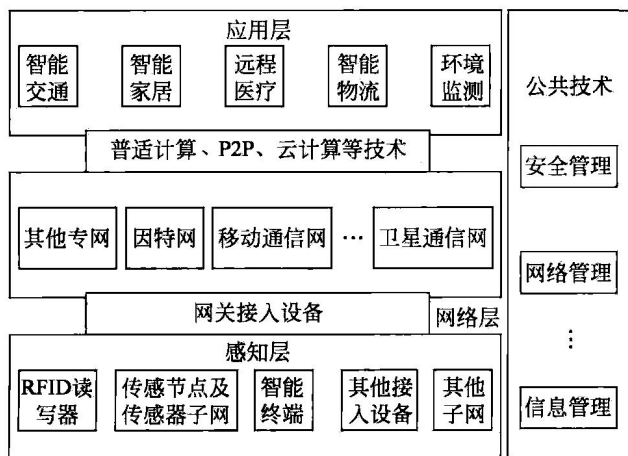 应用层
智能
交通
智能
家居
远程
医疗
智能
物流
环境
监测
普适计算、P2P、云计算等技术
其他专网
因特网
移动通信网
…
卫星通信网
网关接入设备
网络层
感知层
RFID读
写器
传感节点及
传感器子网
智能
终端
其他接
入设备
其他
子网
公共技术
安全管理
网络管理
⋮
信息管理